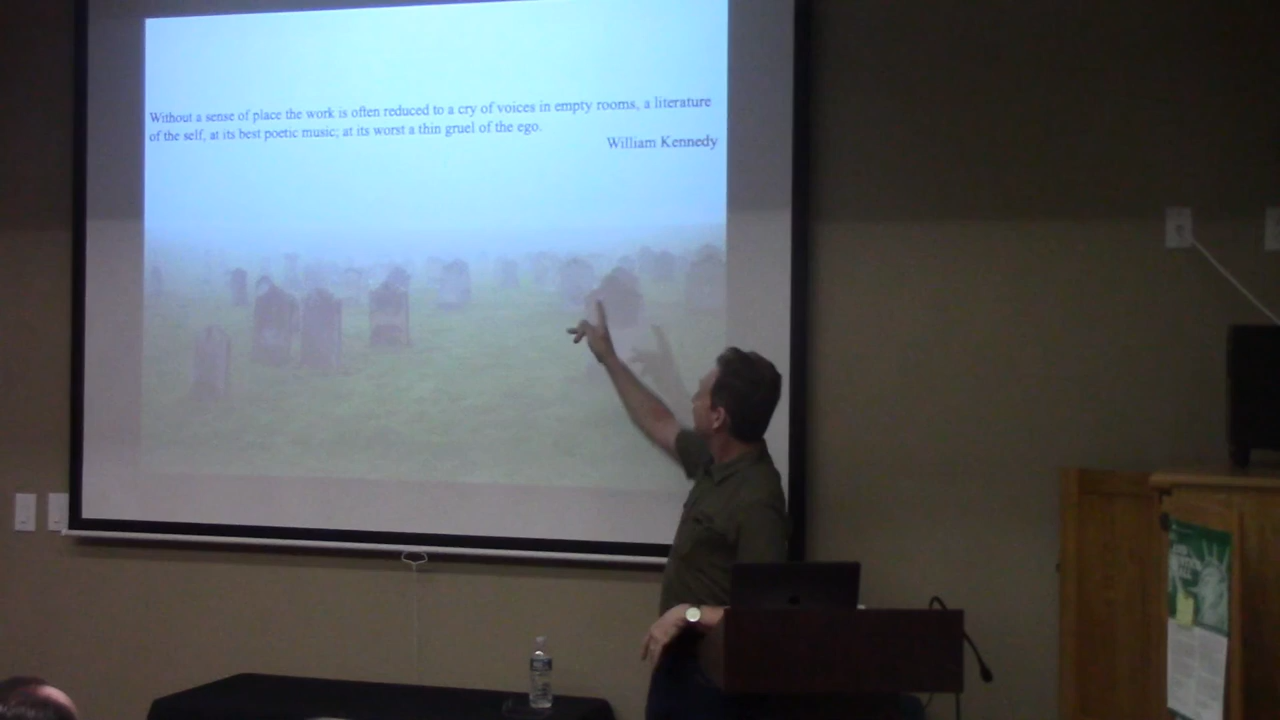 Without a sense of place the work is often reduced to a cry of voices in empty rooms, a literature
of the self, at its best poetic music; at its worst a thin gruel of the ego.
William Kennedy